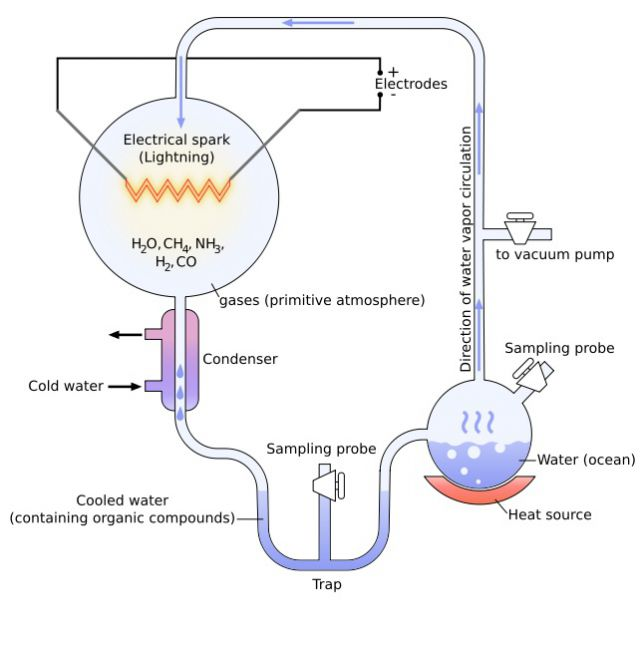 +
Electrodes
-
Electrical spark
(Lightning)
Direction of water vapor circulation
H₂O, CH₄, NH₃,
H₂, CO
to vacuum pump
gases (primitive atmosphere)
Condenser
Sampling probe
Cold water
Sampling probe
Water (ocean)
Cooled water
(containing organic compounds)
Heat source
Trap